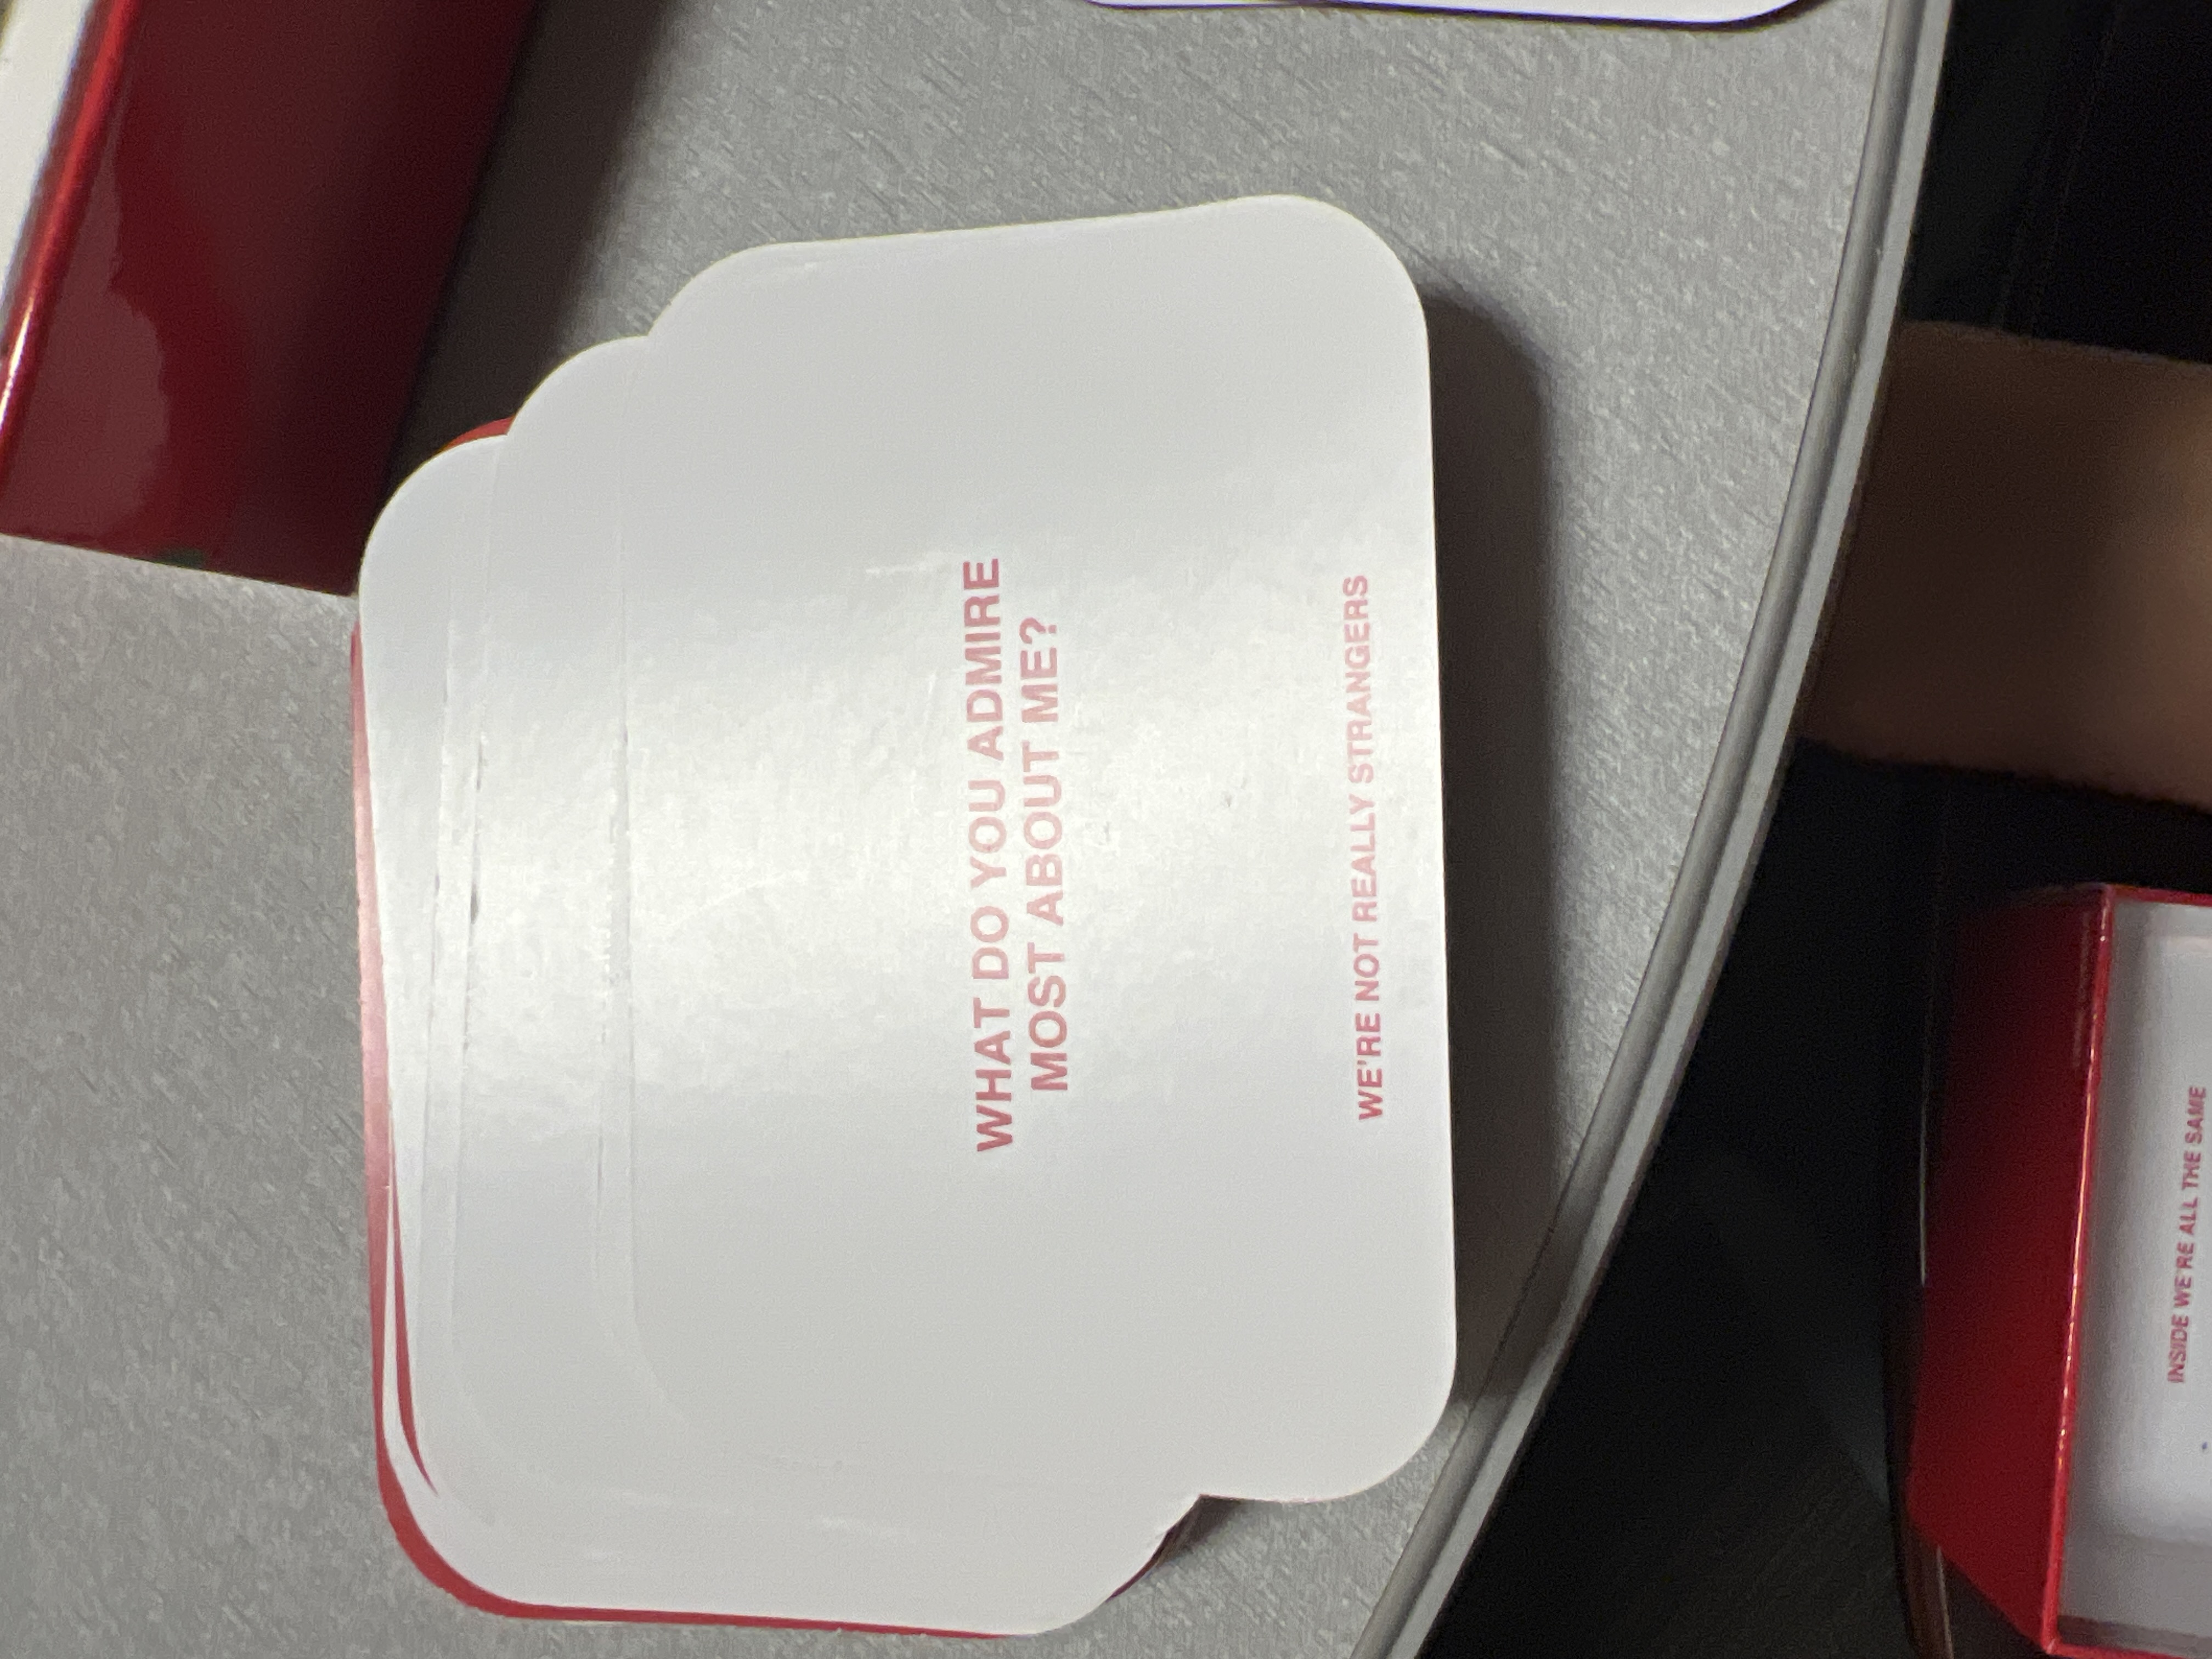 WHAT DO YOU ADMIRE
MOST ABOUT ME?
WE'RE NOT REALLY STRANGERS
INSIDE WE'RE ALL THE SAME